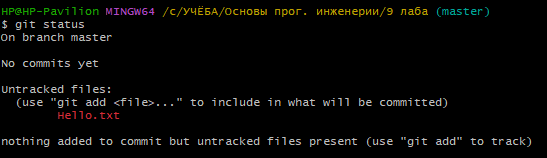 HP@HP-Pavilion MINGW64 /c/УЧЁБА/Основы прог. инженерии/9 лаба (master)
$ git status
On branch master
No commits yet
Untracked files:
(use "git add <file>..." to include in what will be committed)
Hello.txt
nothing added to commit but untracked files present (use "git add" to track)